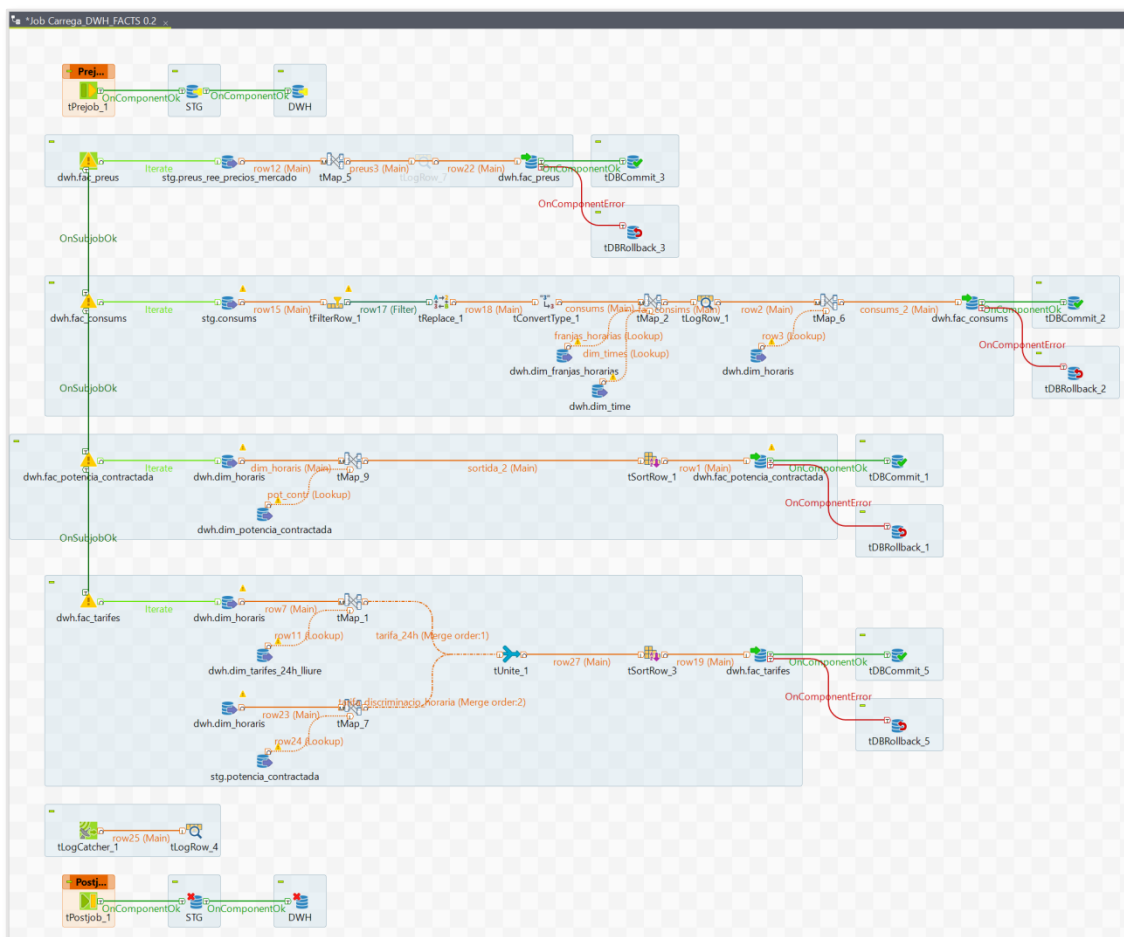 *Job Carrega_DWH_FACTS 0.2
Prej...
OnComponentOk OnComponentOk
tPrejob_1 STG DWH
Iterate row12 (Main) preus3 (Main) row22 (Main) OnComponentOk
dwh.fac_preus stg.preus_ree_precios_mercado tMap_5 tLogRow_7 dwh.fac_preus tDBCommit_3
OnComponentError
OnSubjobOk
tDBRollback_3
Iterate row15 (Main) row17 (Filter) row18 (Main) consums (Main) row2 (Main) consums_2 (Main) OnComponentOk
dwh.fac_consums stg.consums tFilterRow_1 tReplace_1 tConvertType_1 tMap_2 tLogRow_1 tMap_6 dwh.fac_consums tDBCommit_2
franjas_horarias (Lookup) row3 (Lookup)
OnComponentError
dim_times (Lookup)
dwh.dim_franjas_horarias dwh.dim_horaris
OnSubjobOk
tDBRollback_2
dwh.dim_time
Iterate dim_horaris (Main) sortida_2 (Main) row1 (Main) OnComponentOk
dwh.fac_potencia_contractada dwh.dim_horaris tMap_9 tSortRow_1 dwh.fac_potencia_contractada tDBCommit_1
pot_contr (Lookup)
OnComponentError
dwh.dim_potencia_contractada
OnSubjobOk
tDBRollback_1
Iterate row7 (Main)
dwh.fac_tarifes dwh.dim_horaris tMap_1
row11 (Lookup) tarifa_24h (Merge order:1)
row27 (Main) row19 (Main) OnComponentOk
dwh.dim_tarifes_24h_lliure tUnite_1 tSortRow_3 dwh.fac_tarifes tDBCommit_5
OnComponentError
tarifa_discriminacio_horaria (Merge order:2)
row23 (Main)
dwh.dim_horaris tMap_7
row24 (Lookup)
tDBRollback_5
stg.potencia_contractada
row25 (Main)
tLogCatcher_1 tLogRow_4
Postj...
OnComponentOk OnComponentOk
tPostjob_1 STG DWH